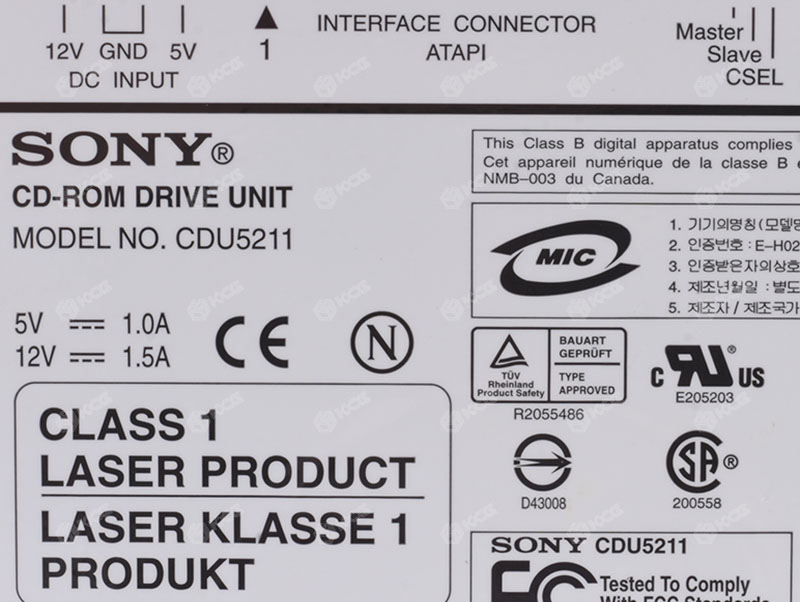 12V GND 5V
DC INPUT
1
INTERFACE CONNECTOR
ATAPI
Master
Slave
CSEL
SONY®
CD-ROM DRIVE UNIT
MODEL NO. CDU5211
5V 1.0A
12V 1.5A
CE
N
CLASS 1
LASER PRODUCT
LASER KLASSE 1
PRODUKT
This Class B digital apparatus complies
Cet appareil numérique de la classe B
NMB-003 du Canada.
MIC
1. 기기의명칭(모델명
2. 인증번호 : E-H02
3. 인증받은자의상호
4. 제조년월일 : 별도
5. 제조자 / 제조국가
TÜV
Rheinland
Product Safety
BAUART
GEPRÜFT
TYPE
APPROVED
R2055486
c RU ® US
E205203
D43008
SA ®
200558
SONY CDU5211
FC
Tested To Comply
With FCC Standards